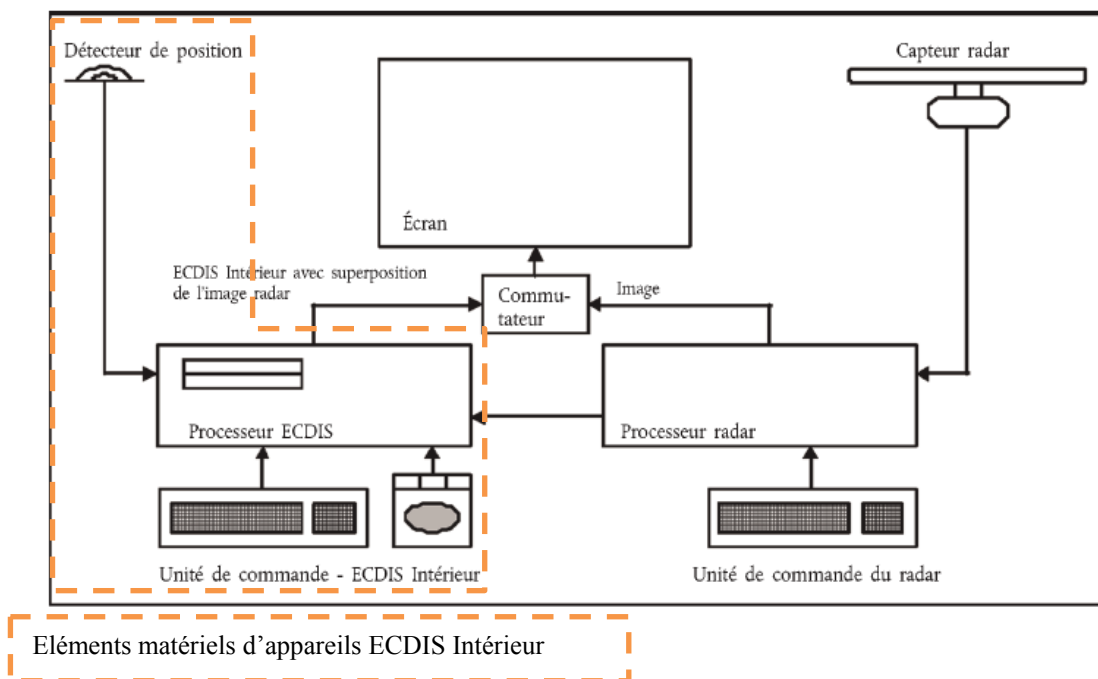 Détecteur de position
Capteur radar
Écran
ECDIS Intérieur avec superposition
de l'image radar
Commu-
tateur
Image
Processeur ECDIS
Processeur radar
Unité de commande - ECDIS Intérieur
Unité de commande du radar
Eléments matériels d’appareils ECDIS Intérieur